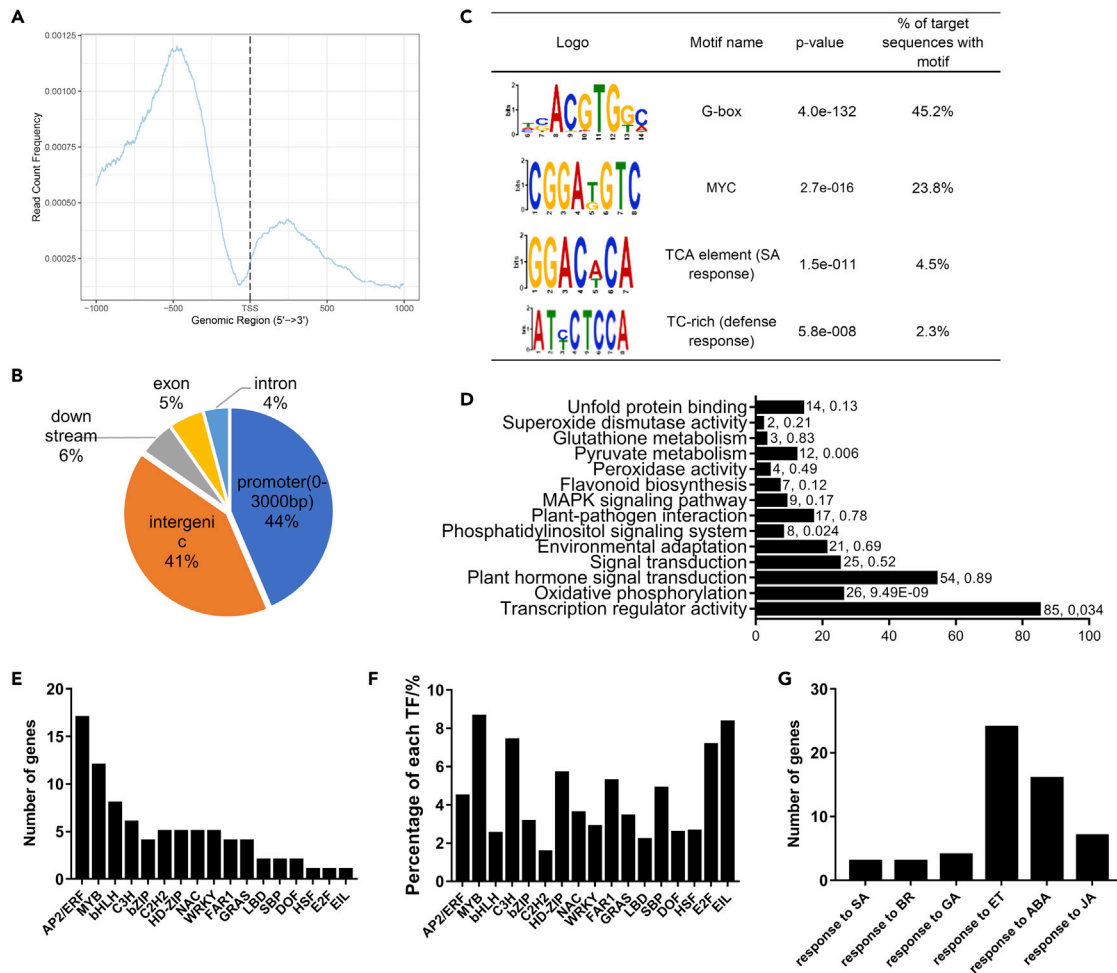 A
0.00125
0.00100
0.00075
0.00050
0.00025
Read Count Frequency
−1000
−500
TSS
500
1000
Genomic Region (5'->3')
B
exon
5%
intron
4%
down
stream
6%
promoter(0-
3000bp)
44%
intergeni
c
41%
C
Logo
Motif name
p-value
% of target
sequences with
motif
G-box
4.0e-132
45.2%
MYC
2.7e-016
23.8%
TCA element (SA
response)
1.5e-011
4.5%
TC-rich (defense
response)
5.8e-008
2.3%
D
Unfold protein binding 14, 0.13
Superoxide dismutase activity 2, 0.21
Glutathione metabolism 3, 0.83
Pyruvate metabolism 12, 0.006
Peroxidase activity 4, 0.49
Flavonoid biosynthesis 7, 0.12
MAPK signaling pathway 9, 0.17
Plant-pathogen interaction 17, 0.78
Phosphatidylinositol signaling system 8, 0.024
Environmental adaptation 21, 0.69
Signal transduction 25, 0.52
Plant hormone signal transduction 54, 0.89
Oxidative phosphorylation 26, 9.49E-09
Transcription regulator activity 85, 0,034
0 20 40 60 80 100
E
Number of genes
20
15
10
5
0
AP2/ERF
MYB
bHLH
C3H
bZIP
C2H2
HD-ZIP
NAC
WRKY
FAR1
GRAS
LBD
SBP
DOF
HSF
E2F
EIL
F
Percentage of each TF/%
10
8
6
4
2
0
AP2/ERF
MYB
bHLH
C3H
bZIP
C2H2
HD-ZIP
NAC
WRKY
FAR1
GRAS
LBD
SBP
DOF
HSF
E2F
EIL
G
Number of genes
30
20
10
0
response to SA
response to BR
response to GA
response to ET
response to ABA
response to JA